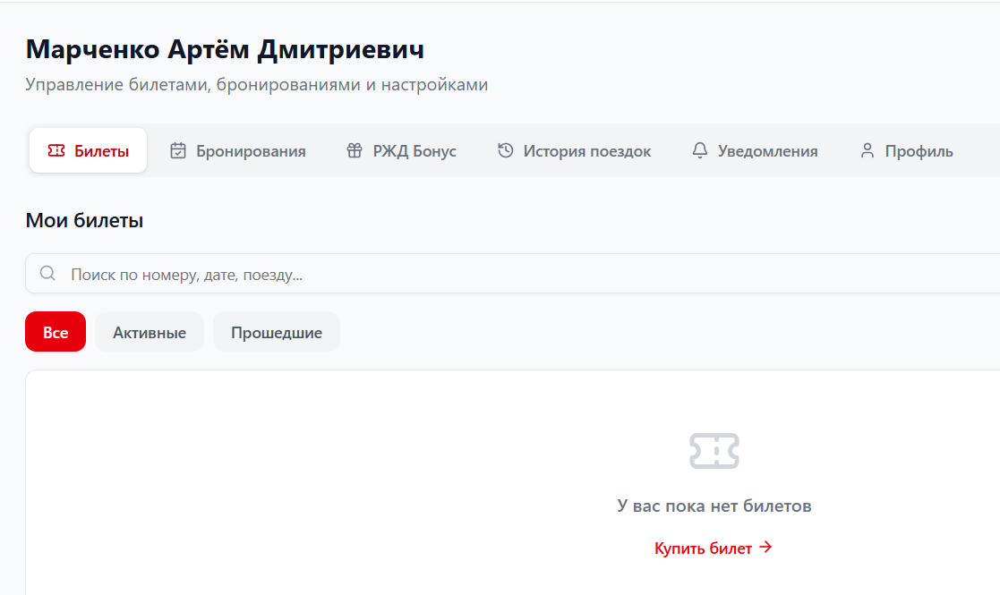 Марченко Артём Дмитриевич
Управление билетами, бронированиями и настройками
Билеты Бронирования РЖД Бонус История поездок Уведомления Профиль
Мои билеты
Поиск по номеру, дате, поезду...
Все Активные Прошедшие
У вас пока нет билетов
Купить билет →